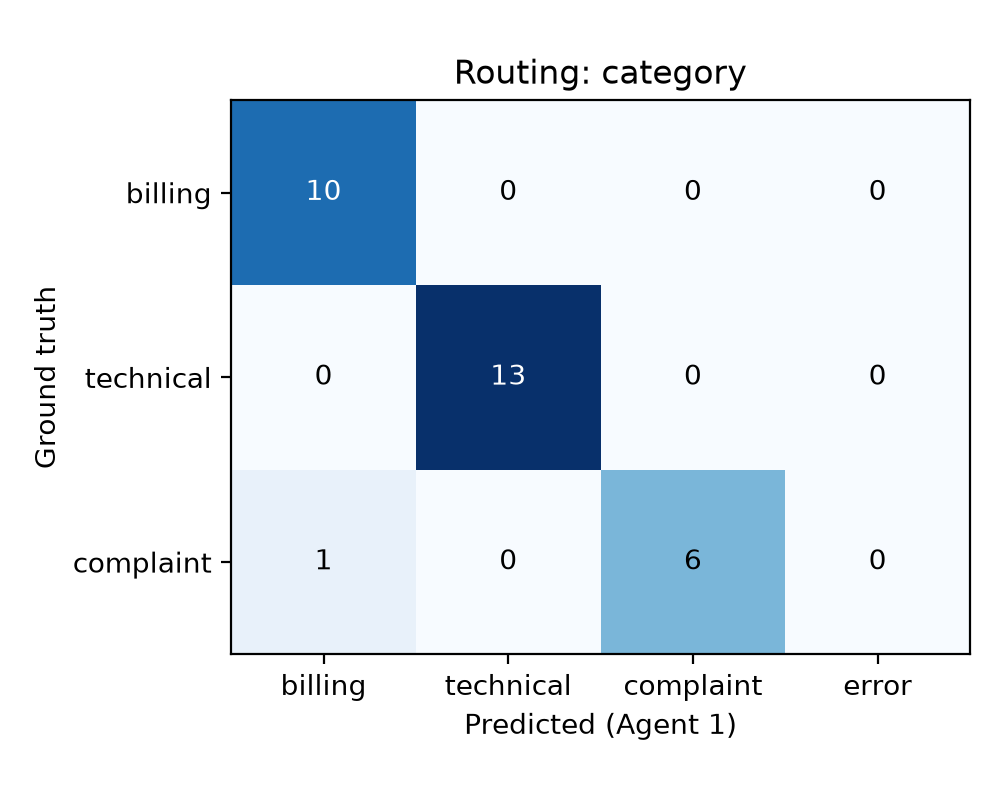 Routing: category
billing 10 0 0 0
technical 0 13 0 0
complaint 1 0 6 0
Ground truth
billing technical complaint error
Predicted (Agent 1)